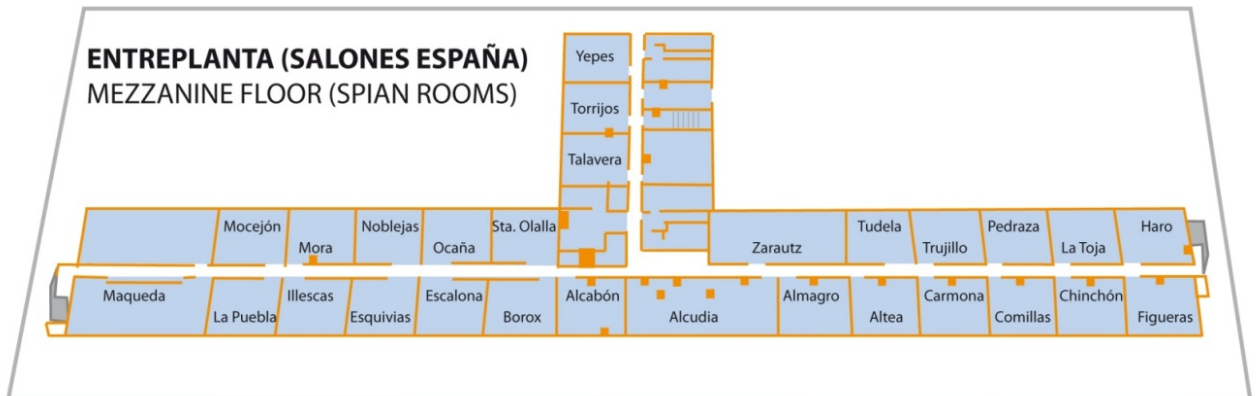 ENTREPLANTA (SALONES ESPAÑA)
MEZZANINE FLOOR (SPIAN ROOMS)
Yepes
Torrijos
Talavera
Mocejón
Mora
Noblejas
Ocaña
Sta. Olalla
Zarautz
Tudela
Trujillo
Pedraza
La Toja
Haro
Maqueda
La Puebla
Illescas
Esquivias
Escalona
Borox
Alcabón
Alcudia
Almagro
Altea
Carmona
Comillas
Chinchón
Figueras